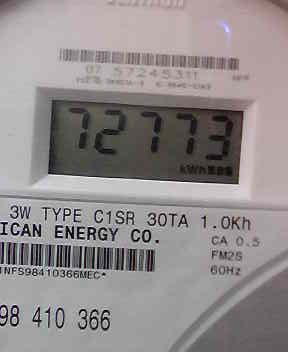 07 57245311
72773
kWh
3W TYPE C1SR 30TA 1.0Kh
ICAN ENERGY CO.
CA 0.5
FM2S
60Hz
INFS98410366MEC*
98 410 366